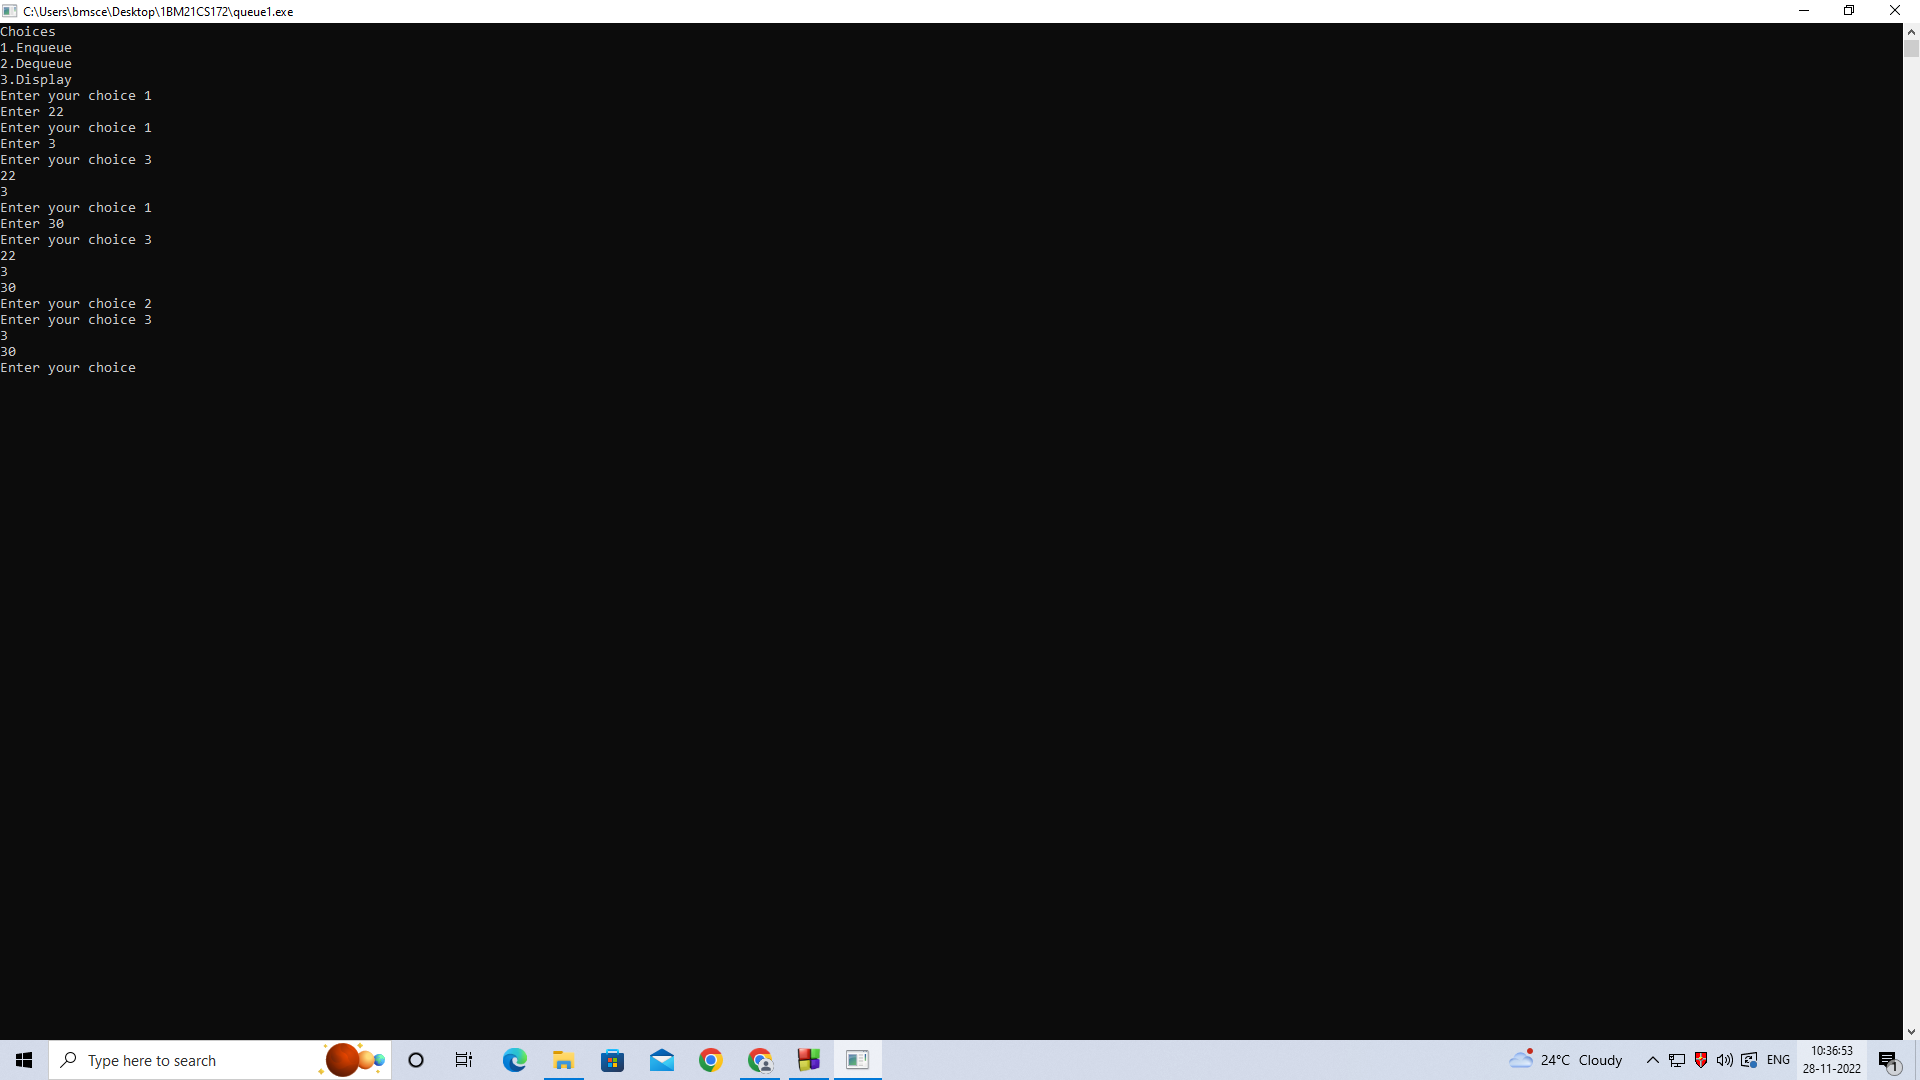 C:\Users\bmsce\Desktop\1BM21CS172\queue1.exe
Choices
1.Enqueue
2.Dequeue
3.Display
Enter your choice 1
Enter 22
Enter your choice 1
Enter 3
Enter your choice 3
22
3
Enter your choice 1
Enter 30
Enter your choice 3
22
3
30
Enter your choice 2
Enter your choice 3
3
30
Enter your choice
Type here to search
24°C Cloudy
ENG
10:36:53
28-11-2022
1